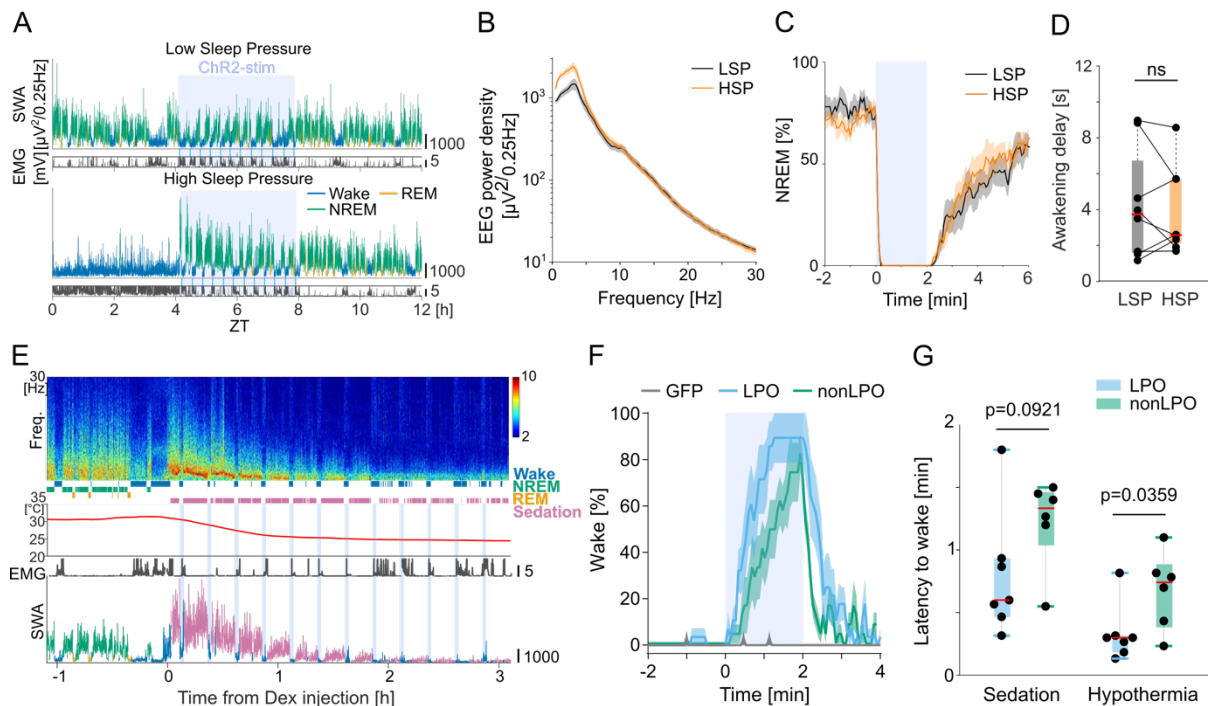 A
Low Sleep Pressure
ChR2-stim
SWA
[µV²/0.25Hz]
1000
EMG
[mV]
5
High Sleep Pressure
Wake
REM
NREM
1000
5
0 2 4 6 8 10 12 [h]
ZT
B
LSP
HSP
EEG power density
[µV²/0.25Hz]
10³
10²
10¹
0 10 20 30
Frequency [Hz]
C
LSP
HSP
NREM [%]
100
50
0
-2 0 2 4 6
Time [min]
D
ns
Awakening delay [s]
12
10
8
6
4
2
0
LSP HSP
E
30
[Hz]
Freq.
10
2
Wake
NREM
REM
Sedation
35
[°C]
30
25
20
EMG
5
SWA
1000
-1 0 1 2 3
Time from Dex injection [h]
F
GFP LPO nonLPO
Wake [%]
100
80
60
40
20
0
-2 0 2 4
Time [min]
G
LPO
nonLPO
p=0.0921
p=0.0359
Latency to wake [min]
2
1
0
Sedation Hypothermia